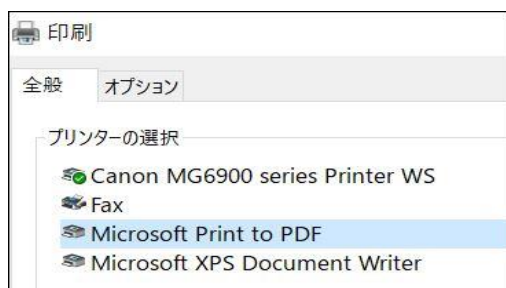 印刷
全般
オプション
プリンターの選択
Canon MG6900 series Printer WS
Fax
Microsoft Print to PDF
Microsoft XPS Document Writer